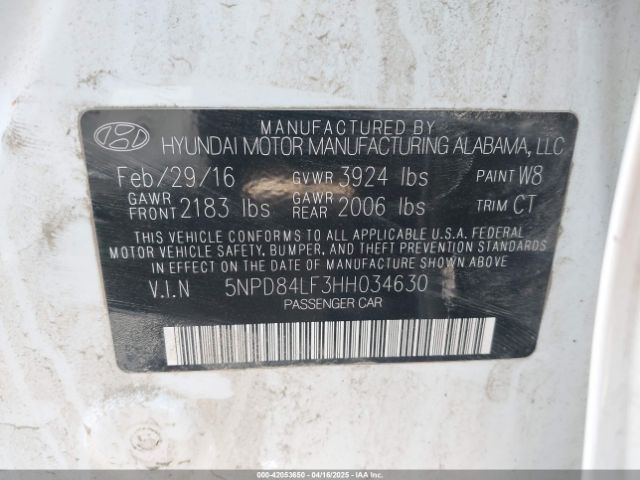 MANUFACTURED BY
HYUNDAI MOTOR MANUFACTURING ALABAMA, LLC
Feb/29/16 GVWR 3924 lbs PAINT W8
GAWR FRONT 2183 lbs GAWR REAR 2006 lbs TRIM CT
THIS VEHICLE CONFORMS TO ALL APPLICABLE U.S.A. FEDERAL
MOTOR VEHICLE SAFETY, BUMPER, AND THEFT PREVENTION STANDARDS
IN EFFECT ON THE DATE OF MANUFACTURE SHOWN ABOVE
V.I.N 5NPD84LF3HH034630
PASSENGER CAR
000-42053650 - 04/16/2025 - IAAI.COM